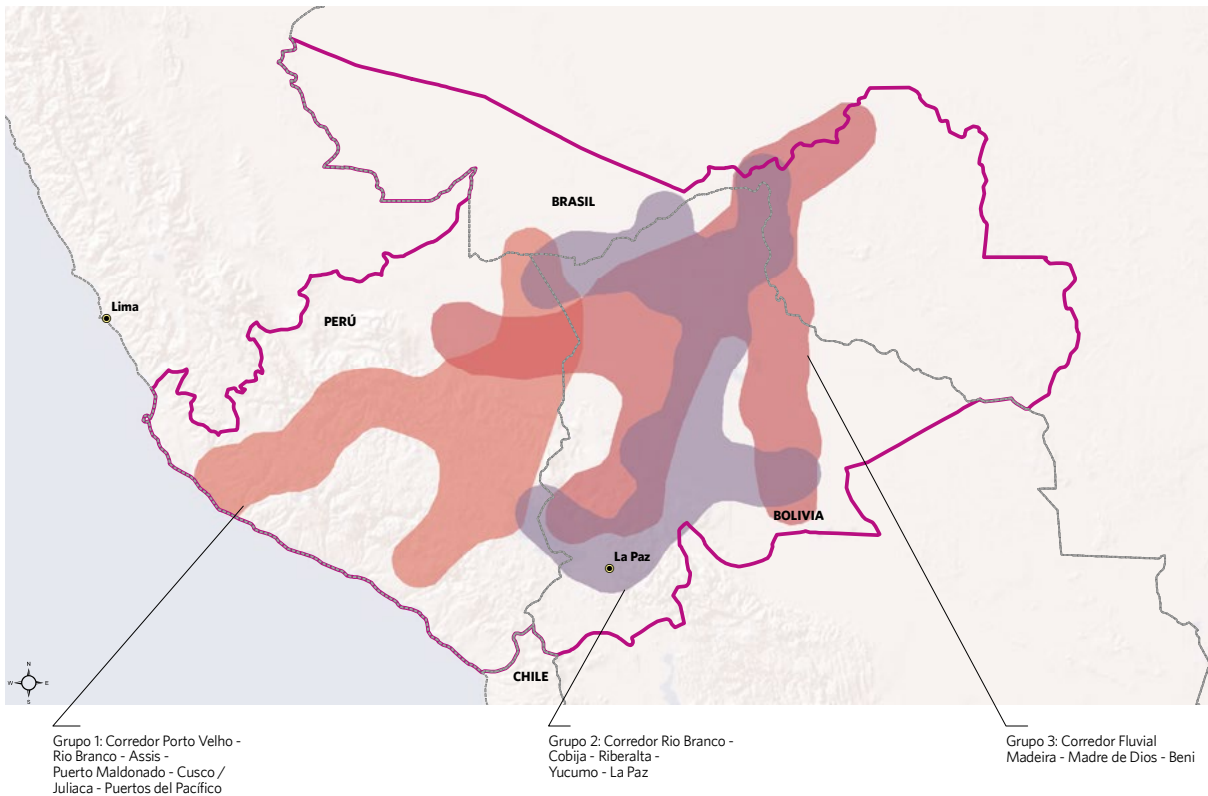 BRASIL
Lima
PERÚ
BOLIVIA
La Paz
CHILE
N
W
E
S
Grupo 1: Corredor Porto Velho -
Rio Branco - Assis -
Puerto Maldonado - Cusco /
Juliaca - Puertos del Pacífico
Grupo 2: Corredor Rio Branco -
Cobija - Riberalta -
Yucumo - La Paz
Grupo 3: Corredor Fluvial
Madeira - Madre de Dios - Beni